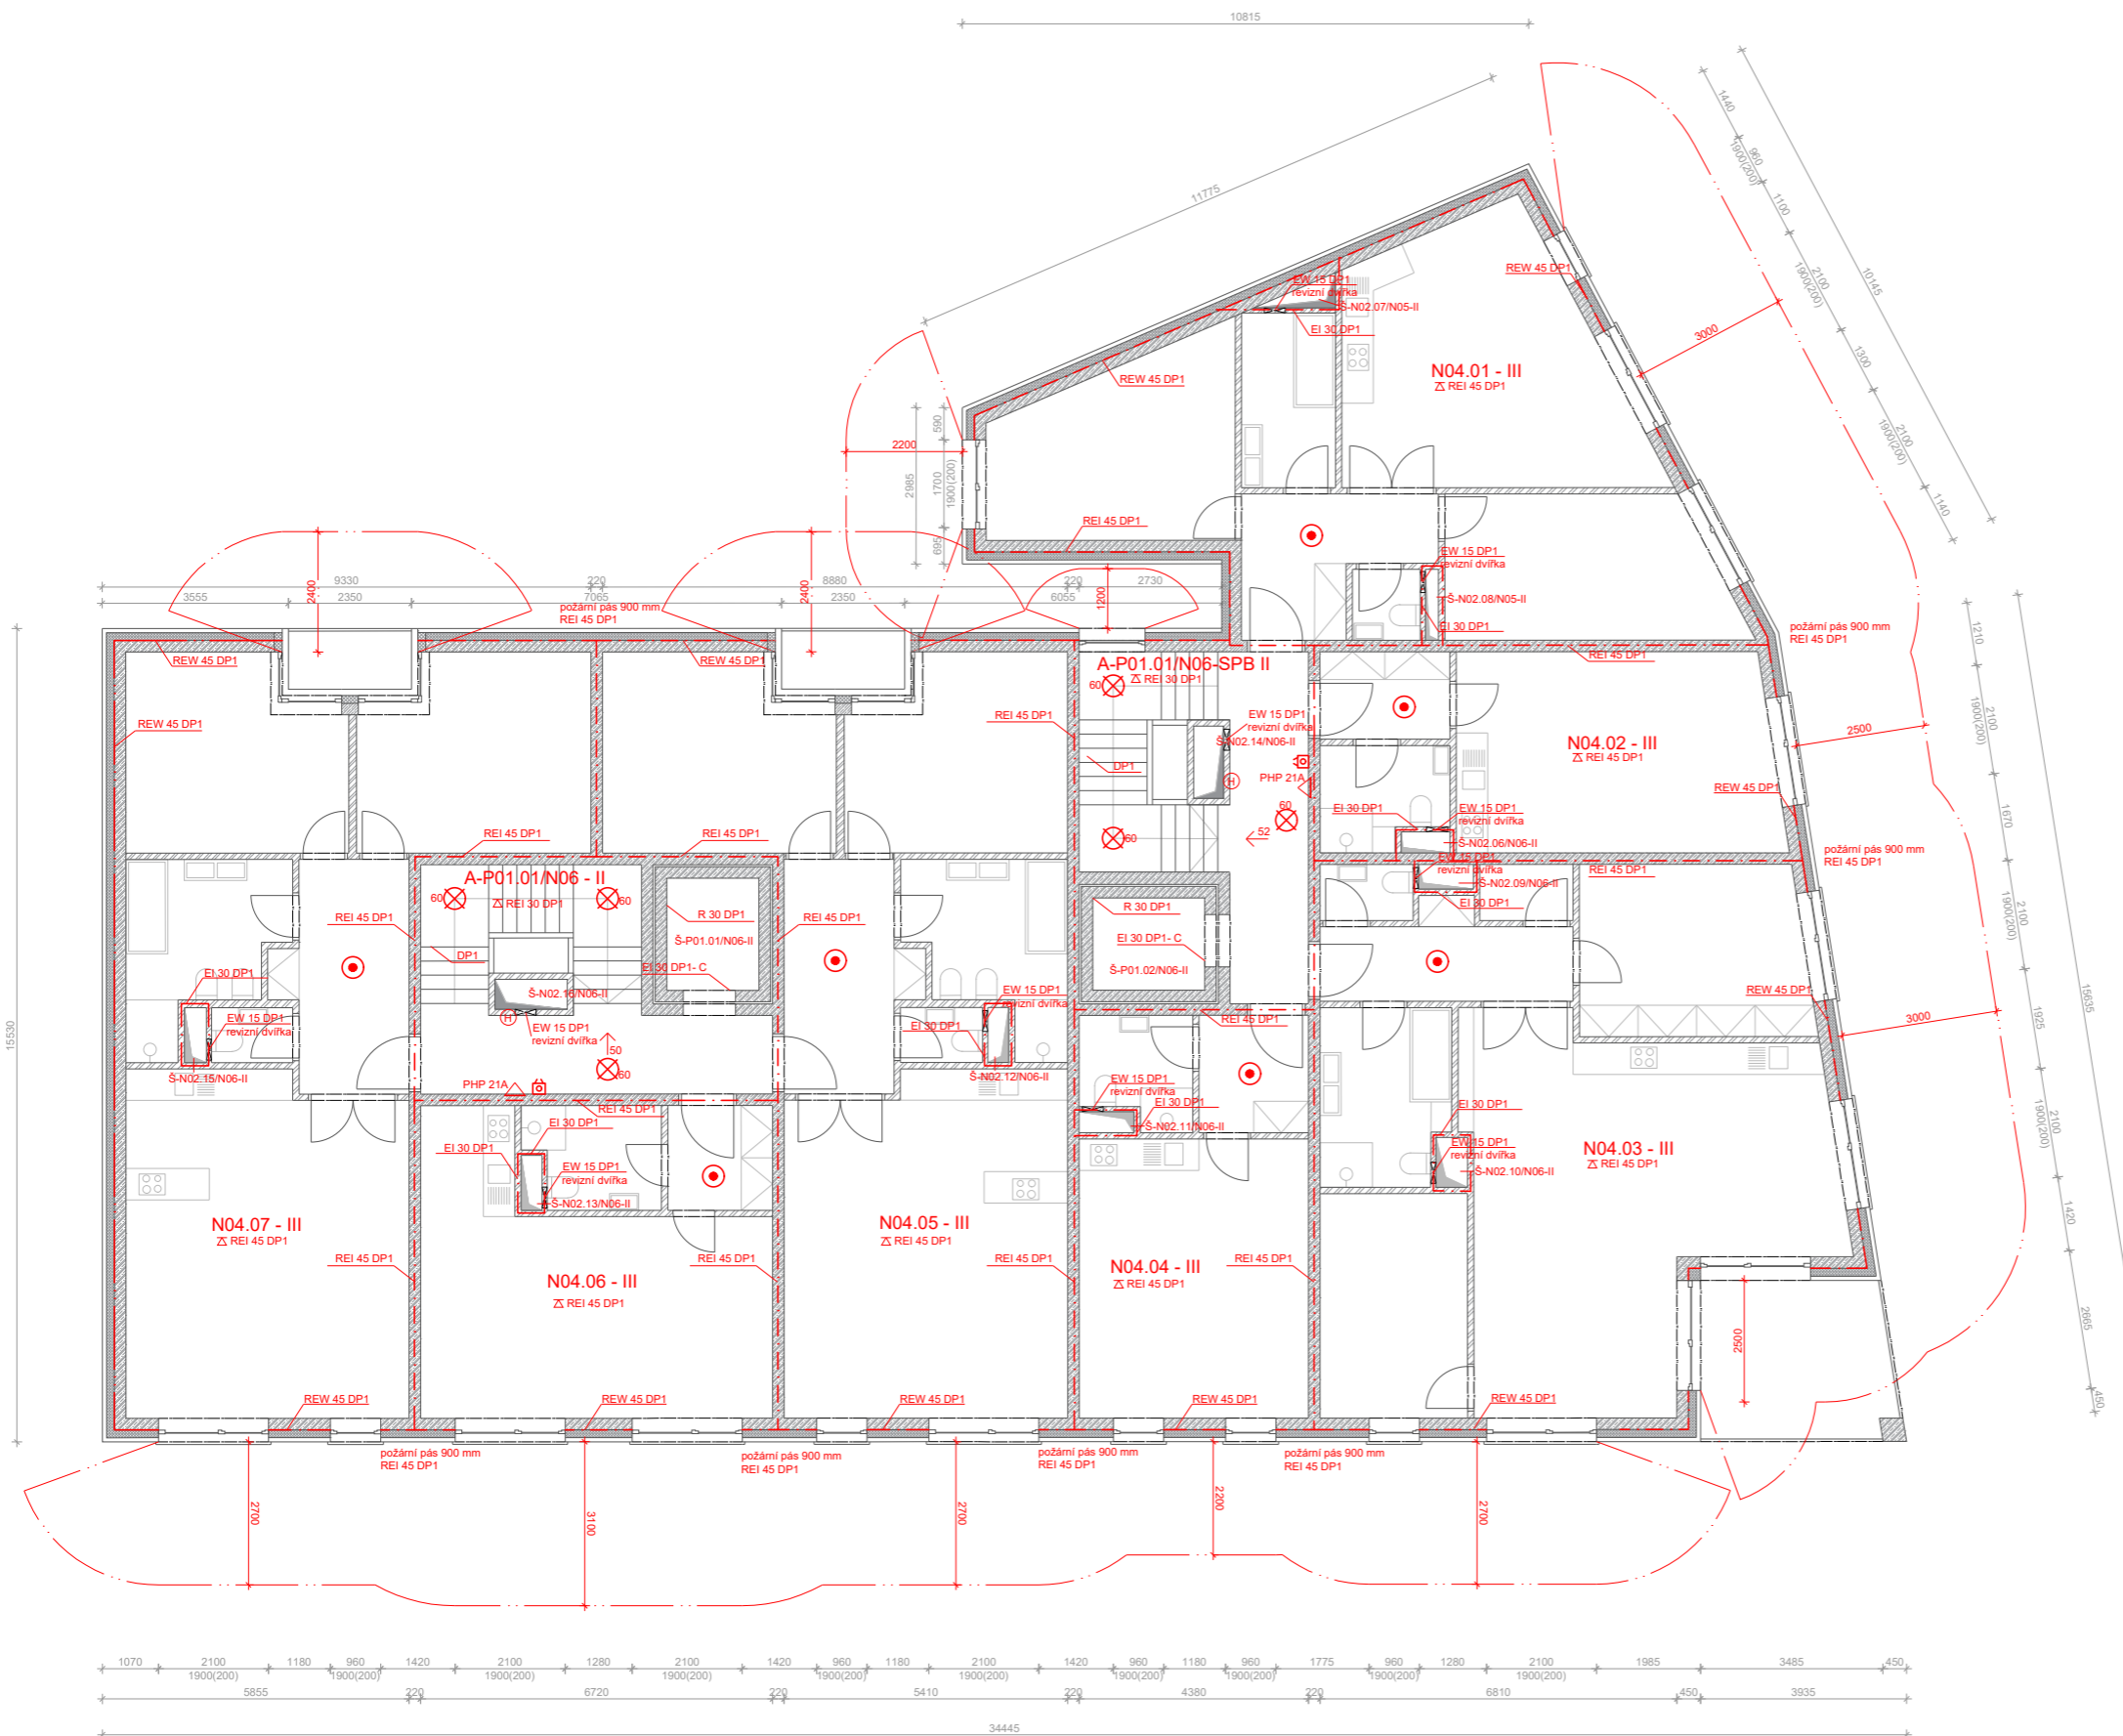 10815
11775
1440
960
1900(200)
1100
2100
1900(200)
10145
1300
2100
1900(200)
1140
3000
REW 45 DP1
EW 15 DP1
revizní dvířka
Š-N02.07/N05-II
EI 30 DP1
N04.01 - III
REI 45 DP1
REW 45 DP1
2200
590
2985
1700
1900(200)
695
REI 45 DP1
EW 15 DP1
revizní dvířka
Š-N02.08/N05-II
EI 30 DP1
2400
2400
1200
9330
220
8880
220
2730
3555
2350
7065
2350
6055
požární pás 900 mm
REI 45 DP1
požární pás 900 mm
REI 45 DP1
REW 45 DP1
REW 45 DP1
REI 45 DP1
A-P01.01/N06-SPB II
REI 30 DP1
60
1210
2100
1900(200)
1670
2100
1900(200)
1925
2100
1900(200)
1420
2665
450
15635
REW 45 DP1
REI 45 DP1
EW 15 DP1
revizní dvířka
Š-N02.14/N06-II
H
DP1
PHP 21A
60
60
52
N04.02 - III
REI 45 DP1
2500
REW 45 DP1
EI 30 DP1
EW 15 DP1
revizní dvířka
Š-N02.06/N06-II
požární pás 900 mm
REI 45 DP1
REI 45 DP1
REI 45 DP1
EW 15 DP1
revizní dvířka
Š-N02.09/N06-II
EI 30 DP1
REI 45 DP1
A-P01.01/N06 - II
REI 30 DP1
60
60
REI 45 DP1
DP1
R 30 DP1
Š-P01.01/N06-II
EI 30 DP1- C
REI 45 DP1
R 30 DP1
EI 30 DP1- C
Š-P01.02/N06-II
15530
EI 30 DP1
EW 15 DP1
revizní dvířka
Š-N02.15/N06-II
Š-N02.16/N06-II
H
EW 15 DP1
revizní dvířka
50
60
PHP 21A
REI 45 DP1
EW 15 DP1
revizní dvířka
EI 30 DP1
Š-N02.12/N06-II
REI 45 DP1
REW 45 DP1
3000
EI 30 DP1
EI 30 DP1
EW 15 DP1
revizní dvířka
Š-N02.13/N06-II
EW 15 DP1
revizní dvířka
EI 30 DP1
Š-N02.11/N06-II
EI 30 DP1
EW 15 DP1
revizní dvířka
Š-N02.10/N06-II
N04.03 - III
REI 45 DP1
N04.07 - III
REI 45 DP1
REI 45 DP1
N04.06 - III
REI 45 DP1
REI 45 DP1
N04.05 - III
REI 45 DP1
REI 45 DP1
N04.04 - III
REI 45 DP1
REI 45 DP1
2500
REW 45 DP1
REW 45 DP1
REW 45 DP1
REW 45 DP1
REW 45 DP1
požární pás 900 mm
REI 45 DP1
požární pás 900 mm
REI 45 DP1
požární pás 900 mm
REI 45 DP1
požární pás 900 mm
REI 45 DP1
2700
3100
2700
2200
2700
1070 2100 1180 960 1420 2100 1280 2100 1420 960 1180 2100 1420 960 1180 960 1775 960 1280 2100 1985 3485 450
1900(200) 1900(200) 1900(200) 1900(200) 1900(200) 1900(200) 1900(200) 1900(200) 1900(200) 1900(200)
5855 220 6720 220 5410 220 4380 220 6810 450 3935
34445